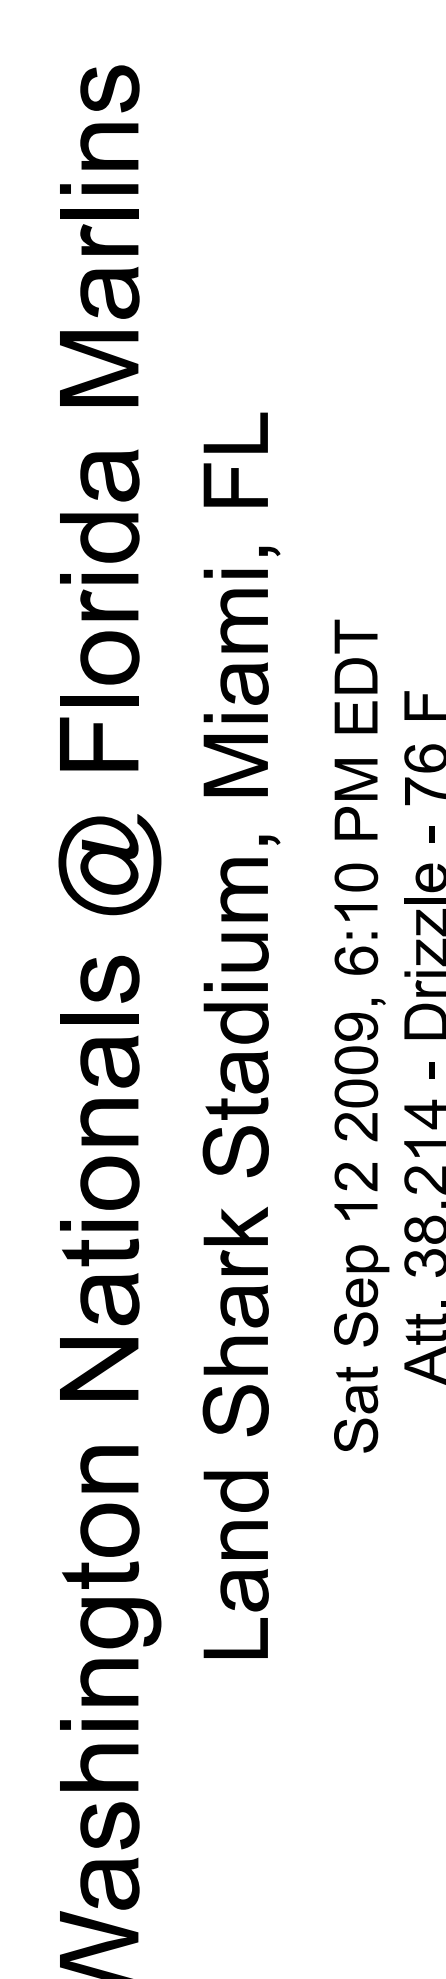 Washington Nationals @ Florida Marlins
Land Shark Stadium, Miami, FL
Sat Sep 12 2009, 6:10 PM EDT
Att. 38,214 - Drizzle - 76 F